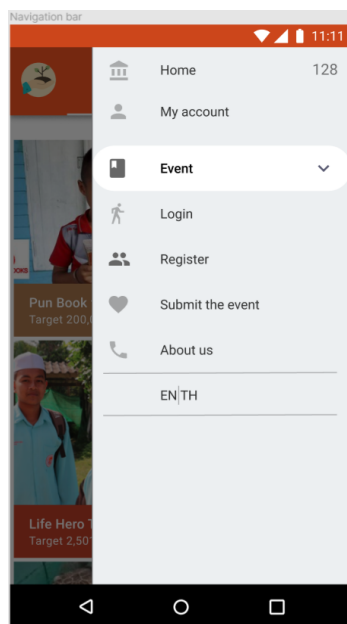 Navigation bar
11:11
Home 128
My account
Event
Login
Register
Submit the event
About us
EN|TH
Pun Book
Target 200,
Life Hero
Target 2,50